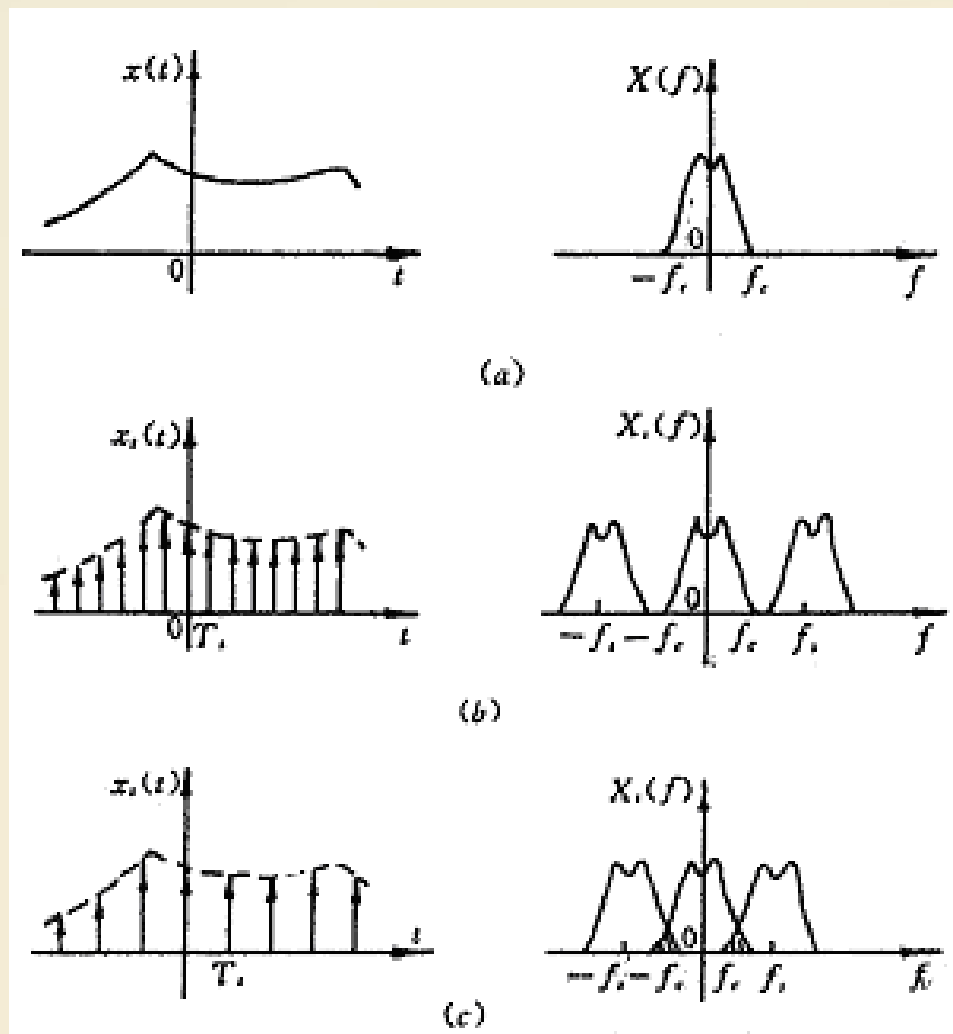 x(t)
X(f)
0
t
0
-f_c
f_c
f
(a)
x_s(t)
X_s(f)
0
T_s
t
0
-f_s
-f_c
f_c
f_s
f
(b)
x_s(t)
X_s(f)
t
0
T_s
-f_s
-f_c
f_c
f_s
(c)